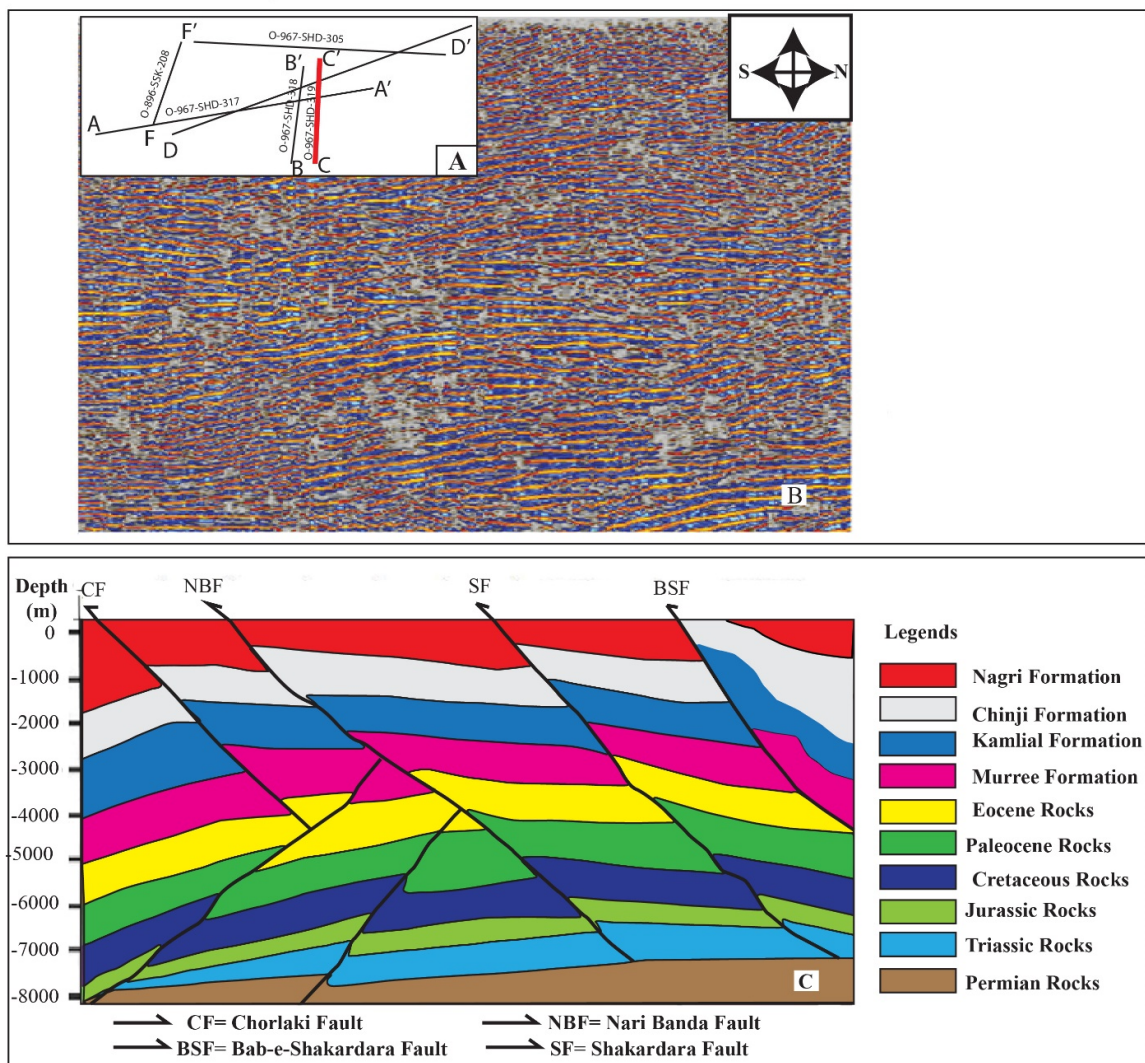 F'
O-967-SHD-305
D'
B'
C'
O-896-SSK-208
O-967-SHD-317
O-967-SHD-318
O-967-SHD-319
A'
A
F
D
B
C
A
S
N
B
Depth
(m)
CF
NBF
SF
BSF
0
-1000
-2000
-3000
-4000
-5000
-6000
-7000
-8000
C
Legends
Nagri Formation
Chinji Formation
Kamlial Formation
Murree Formation
Eocene Rocks
Paleocene Rocks
Cretaceous Rocks
Jurassic Rocks
Triassic Rocks
Permian Rocks
CF= Chorlaki Fault
NBF= Nari Banda Fault
BSF= Bab-e-Shakardara Fault
SF= Shakardara Fault